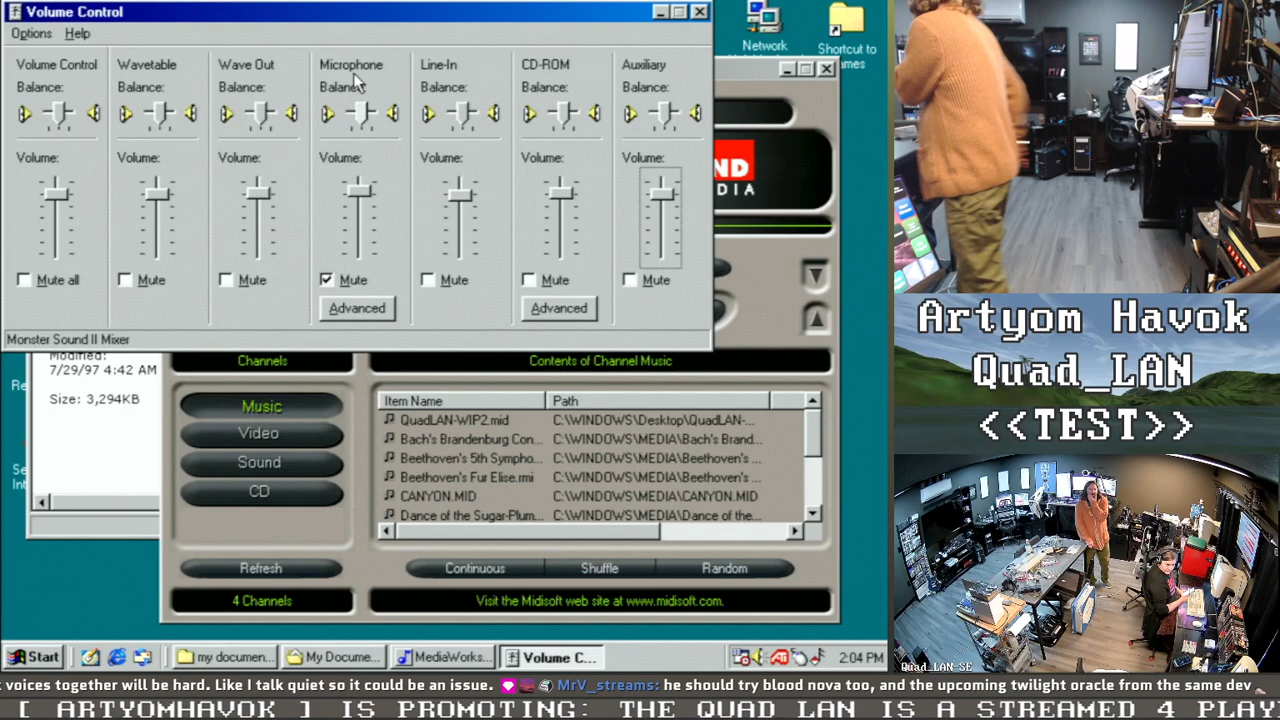 Volume Control
Options Help
Volume Control Wavetable Wave Out Microphone Line-In CD-ROM Auxiliary
Balance: Balance: Balance: Balance: Balance: Balance: Balance:
Volume: Volume: Volume: Volume: Volume: Volume: Volume:
Mute all Mute Mute Mute Mute Mute Mute
Advanced Advanced
Monster Sound II Mixer
Network
Shortcut to
ames
ND
DIA
Modified:
7/29/97 4:42 AM
Size: 3,294KB
Re
Se
Int
Channels
Music
Video
Sound
CD
Refresh
4 Channels
Contents of Channel Music
Item Name Path
QuadLAN-WIP2.mid C:\WINDOWS\Desktop\QuadLAN-...
Bach's Brandenburg Con... C:\WINDOWS\MEDIA\Bach's Brand...
Beethoven's 5th Sympho... C:\WINDOWS\MEDIA\Beethoven's ...
Beethoven's Fur Elise.rmi C:\WINDOWS\MEDIA\Beethoven's ...
CANYON.MID C:\WINDOWS\MEDIA\CANYON.MID
Dance of the Sugar-Plum... C:\WINDOWS\MEDIA\Dance of the...
Continuous Shuffle Random
Visit the Midisoft web site at www.midisoft.com.
Start my documen... My Docume... MediaWorks... Volume C... 2:04 PM
Artyom Havok
Quad_LAN
<<TEST>>
Quad_LAN-SE
k voices together will be hard. Like I talk quiet so it could be an issue. MrV_streams: he should try blood nova too, and the upcoming twilight oracle from the same dev
[ ARTYOMHAVOK ] IS PROMOTING: THE QUAD LAN IS A STREAMED 4 PLAY